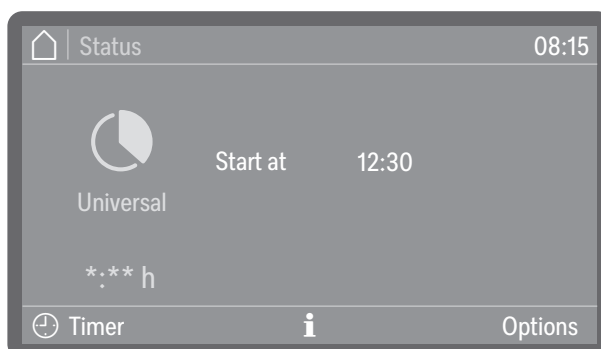 Status 08:15
Start at 12:30
Universal
*:** h
Timer i Options